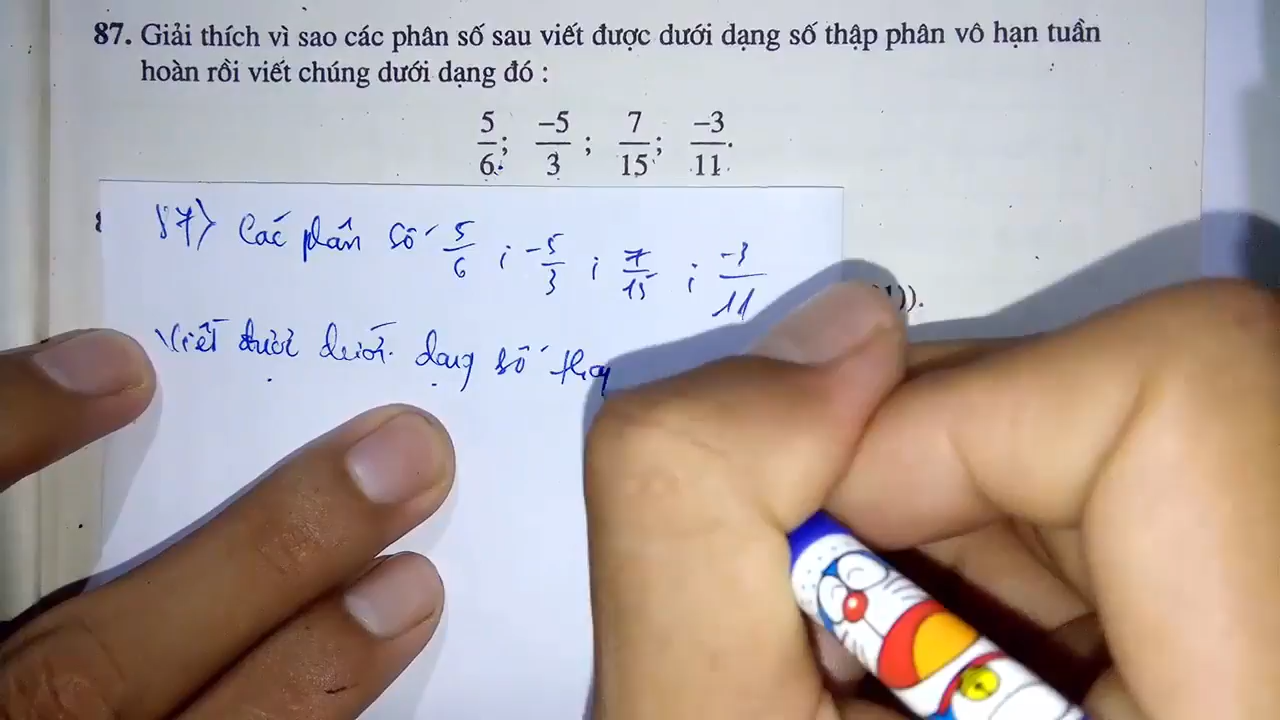 87. Giải thích vì sao các phân số sau viết được dưới dạng số thập phân vô hạn tuần
hoàn rồi viết chúng dưới dạng đó :
5/6; -5/3 ; 7/15; -3/11.
87) Các phân số 5/6 ; -5/3 ; 7/15 ; -3/11
)).
Viết được dưới dạng số thấp